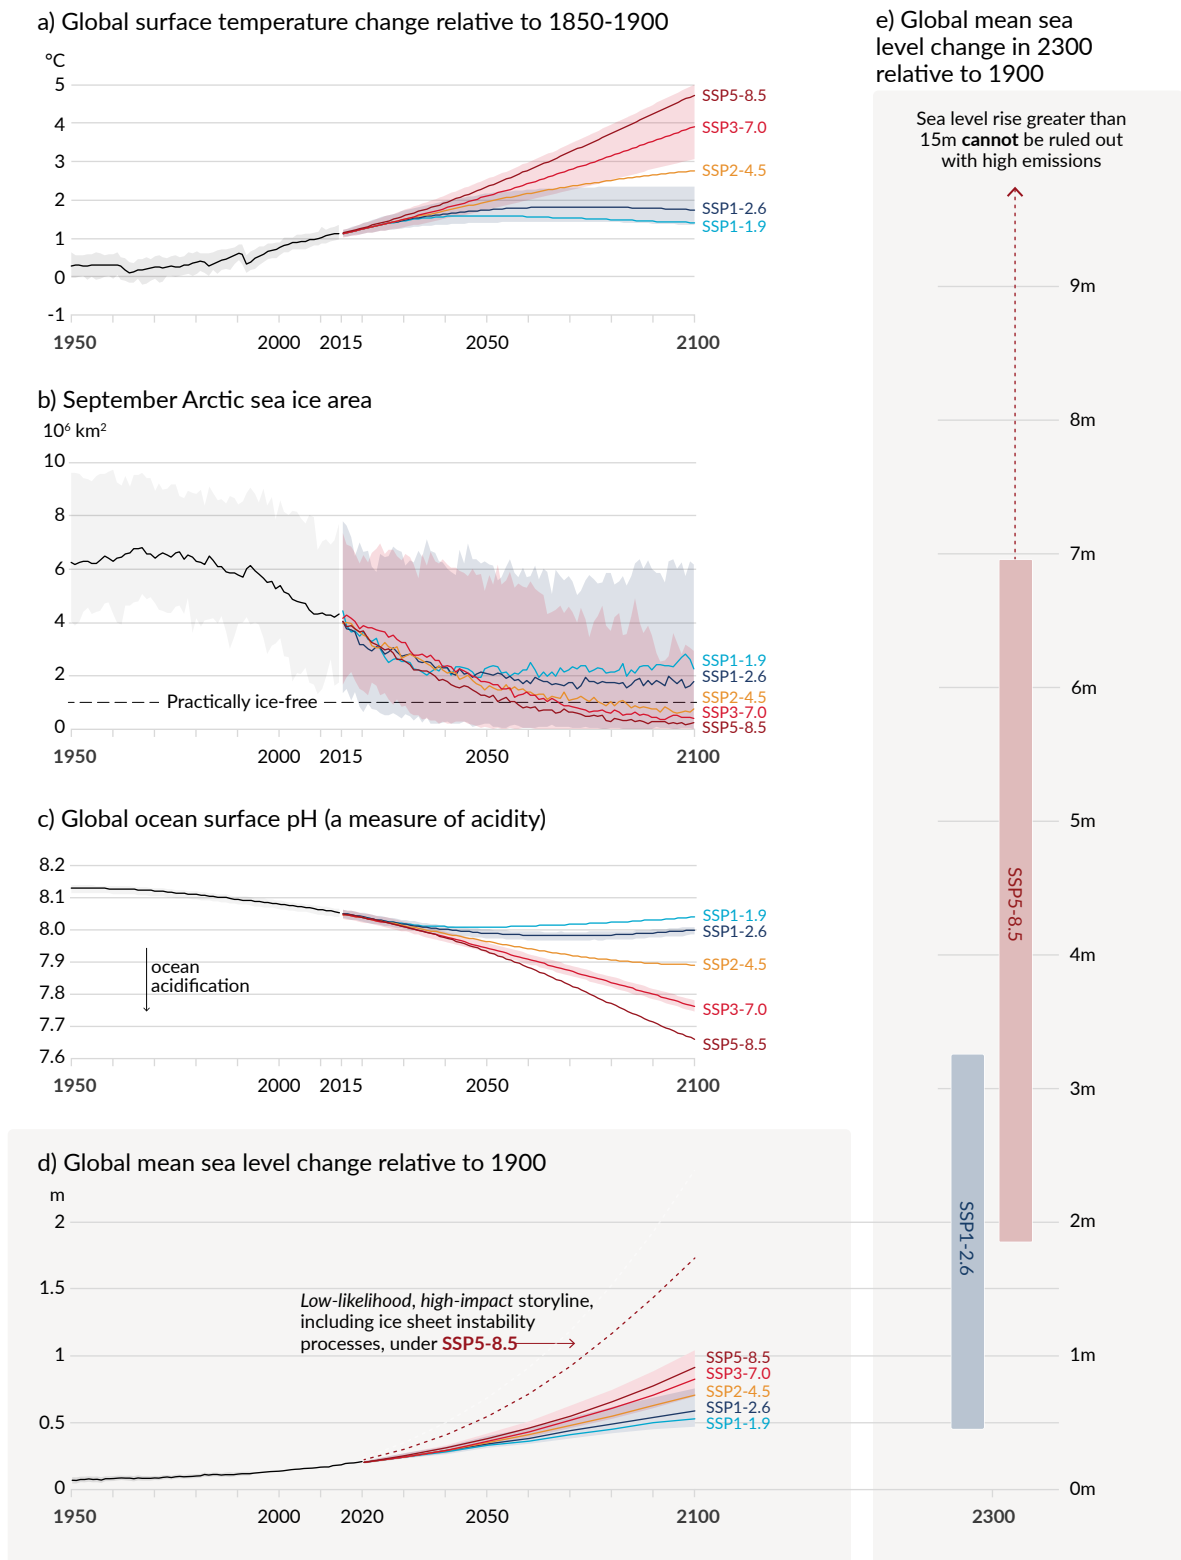 a) Global surface temperature change relative to 1850-1900
°C
5
4
3
2
1
0
-1
SSP5-8.5
SSP3-7.0
SSP2-4.5
SSP1-2.6
SSP1-1.9
1950 2000 2015 2050 2100
b) September Arctic sea ice area
10⁶ km²
10
8
6
4
2
0
Practically ice-free
SSP1-1.9
SSP1-2.6
SSP2-4.5
SSP3-7.0
SSP5-8.5
1950 2000 2015 2050 2100
c) Global ocean surface pH (a measure of acidity)
8.2
8.1
8.0
7.9
7.8
7.7
7.6
ocean
acidification
SSP1-1.9
SSP1-2.6
SSP2-4.5
SSP3-7.0
SSP5-8.5
1950 2000 2015 2050 2100
d) Global mean sea level change relative to 1900
m
2
1.5
1
0.5
0
Low-likelihood, high-impact storyline,
including ice sheet instability
processes, under SSP5-8.5
SSP5-8.5
SSP3-7.0
SSP2-4.5
SSP1-2.6
SSP1-1.9
1950 2000 2020 2050 2100
e) Global mean sea
level change in 2300
relative to 1900
Sea level rise greater than
15m cannot be ruled out
with high emissions
9m
8m
7m
6m
5m
4m
3m
2m
1m
0m
SSP5-8.5
SSP1-2.6
2300